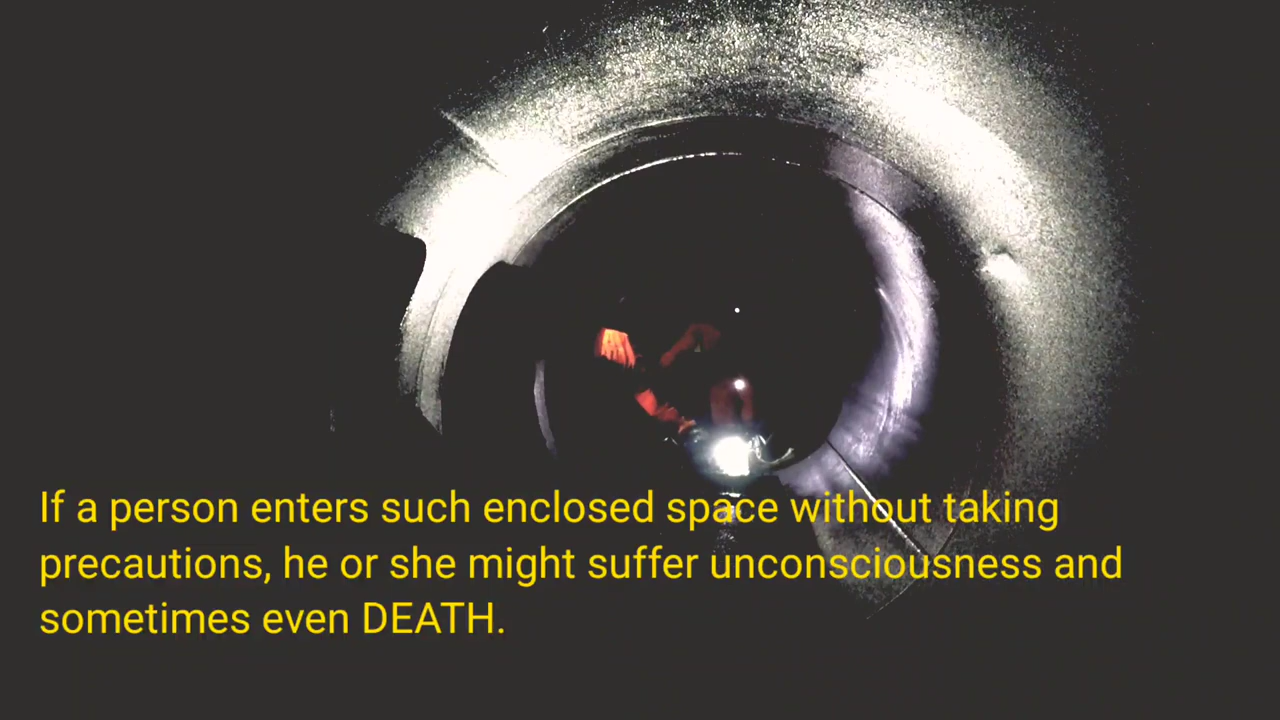 If a person enters such enclosed space without taking
precautions, he or she might suffer unconsciousness and
sometimes even DEATH.